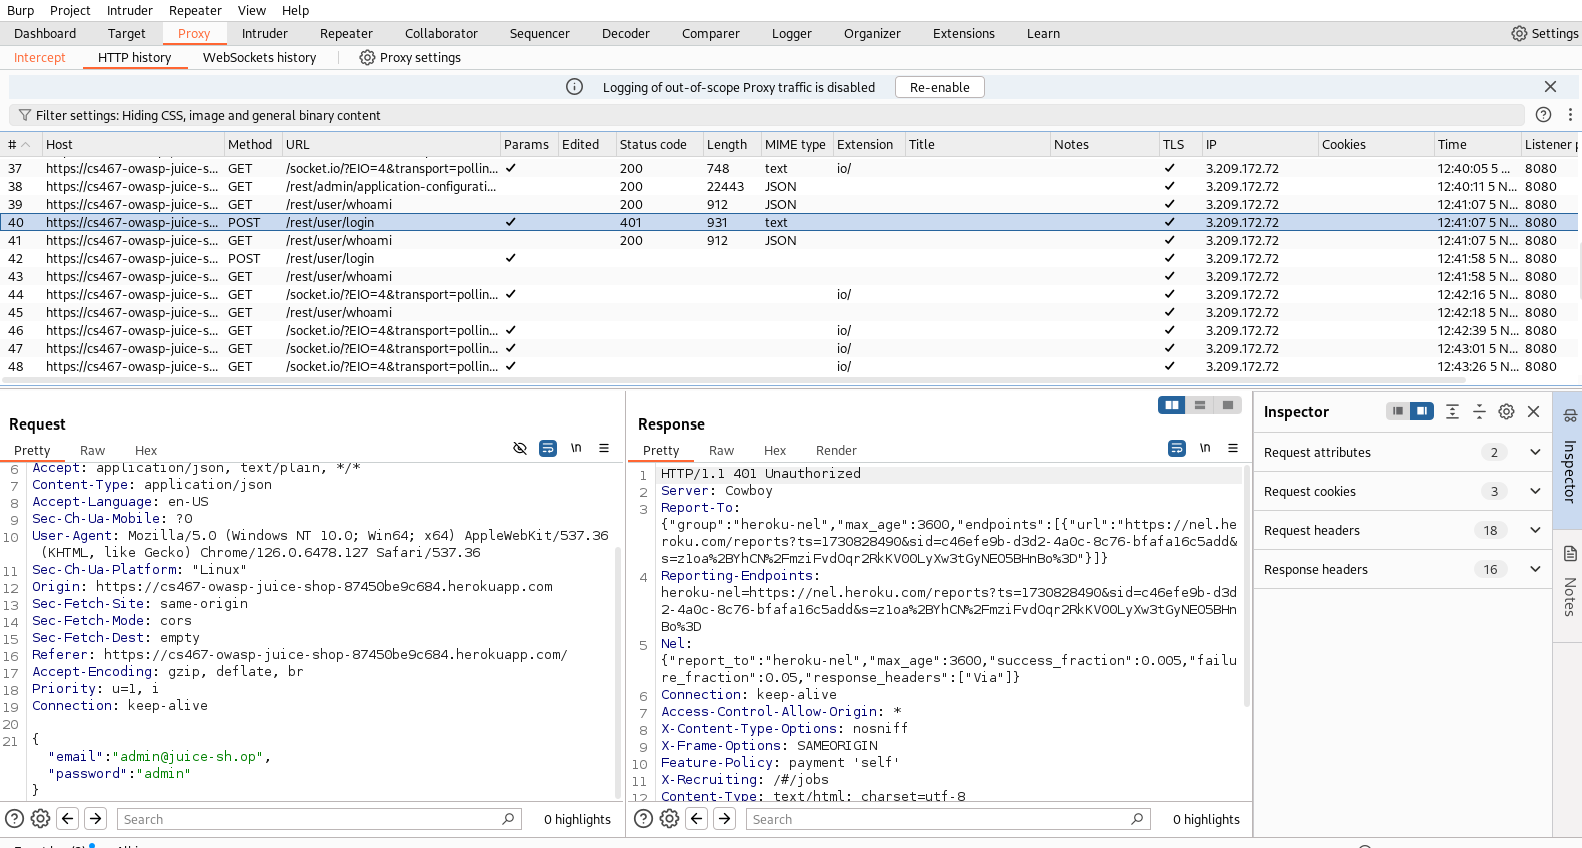 Burp Project Intruder Repeater View Help
Dashboard Target Proxy Intruder Repeater Collaborator Sequencer Decoder Comparer Logger Organizer Extensions Learn Settings
Intercept HTTP history WebSockets history Proxy settings
Logging of out-of-scope Proxy traffic is disabled Re-enable
Filter settings: Hiding CSS, image and general binary content
# Host Method URL Params Edited Status code Length MIME type Extension Title Notes TLS IP Cookies Time Listener p
37 https://cs467-owasp-juice-s... GET /socket.io/?EIO=4&transport=pollin... ✓ 200 748 text io/ ✓ 3.209.172.72 12:40:05 5 ... 8080
38 https://cs467-owasp-juice-s... GET /rest/admin/application-configurati... 200 22443 JSON ✓ 3.209.172.72 12:40:11 5 N... 8080
39 https://cs467-owasp-juice-s... GET /rest/user/whoami 200 912 JSON ✓ 3.209.172.72 12:41:07 5 N... 8080
40 https://cs467-owasp-juice-s... POST /rest/user/login ✓ 401 931 text ✓ 3.209.172.72 12:41:07 5 N... 8080
41 https://cs467-owasp-juice-s... GET /rest/user/whoami 200 912 JSON ✓ 3.209.172.72 12:41:07 5 N... 8080
42 https://cs467-owasp-juice-s... POST /rest/user/login ✓ ✓ 3.209.172.72 12:41:58 5 N... 8080
43 https://cs467-owasp-juice-s... GET /rest/user/whoami ✓ 3.209.172.72 12:41:58 5 N... 8080
44 https://cs467-owasp-juice-s... GET /socket.io/?EIO=4&transport=pollin... ✓ io/ ✓ 3.209.172.72 12:42:16 5 N... 8080
45 https://cs467-owasp-juice-s... GET /rest/user/whoami ✓ 3.209.172.72 12:42:18 5 N... 8080
46 https://cs467-owasp-juice-s... GET /socket.io/?EIO=4&transport=pollin... ✓ io/ ✓ 3.209.172.72 12:42:39 5 N... 8080
47 https://cs467-owasp-juice-s... GET /socket.io/?EIO=4&transport=pollin... ✓ io/ ✓ 3.209.172.72 12:43:01 5 N... 8080
48 https://cs467-owasp-juice-s... GET /socket.io/?EIO=4&transport=pollin... ✓ io/ ✓ 3.209.172.72 12:43:26 5 N... 8080
Request
Pretty Raw Hex \n
6 Accept: application/json, text/plain, */*
7 Content-Type: application/json
8 Accept-Language: en-US
9 Sec-Ch-Ua-Mobile: ?0
10 User-Agent: Mozilla/5.0 (Windows NT 10.0; Win64; x64) AppleWebKit/537.36
(KHTML, like Gecko) Chrome/126.0.6478.127 Safari/537.36
11 Sec-Ch-Ua-Platform: "Linux"
12 Origin: https://cs467-owasp-juice-shop-87450be9c684.herokuapp.com
13 Sec-Fetch-Site: same-origin
14 Sec-Fetch-Mode: cors
15 Sec-Fetch-Dest: empty
16 Referer: https://cs467-owasp-juice-shop-87450be9c684.herokuapp.com/
17 Accept-Encoding: gzip, deflate, br
18 Priority: u=1, i
19 Connection: keep-alive
20
21 {
"email":"admin@juice-sh.op",
"password":"admin"
}
Search 0 highlights
Response
Pretty Raw Hex Render \n
1 HTTP/1.1 401 Unauthorized
2 Server: Cowboy
3 Report-To:
{"group":"heroku-nel","max_age":3600,"endpoints":[{"url":"https://nel.he
roku.com/reports?ts=1730828490&sid=c46efe9b-d3d2-4a0c-8c76-bfafa16c5add&
s=z1oa%2BYhCN%2FmziFvdOqr2RkKV00LyXw3tGyNE05BHnBo%3D"}]}
4 Reporting-Endpoints:
heroku-nel=https://nel.heroku.com/reports?ts=1730828490&sid=c46efe9b-d3d
2-4a0c-8c76-bfafa16c5add&s=z1oa%2BYhCN%2FmziFvdOqr2RkKV00LyXw3tGyNE05BHn
Bo%3D
5 Nel:
{"report_to":"heroku-nel","max_age":3600,"success_fraction":0.005,"failu
re_fraction":0.05,"response_headers":["Via"]}
6 Connection: keep-alive
7 Access-Control-Allow-Origin: *
8 X-Content-Type-Options: nosniff
9 X-Frame-Options: SAMEORIGIN
10 Feature-Policy: payment 'self'
11 X-Recruiting: /#/jobs
12 Content-Type: text/html; charset=utf-8
Search 0 highlights
Inspector
Request attributes 2
Request cookies 3
Request headers 18
Response headers 16
Inspector
Notes